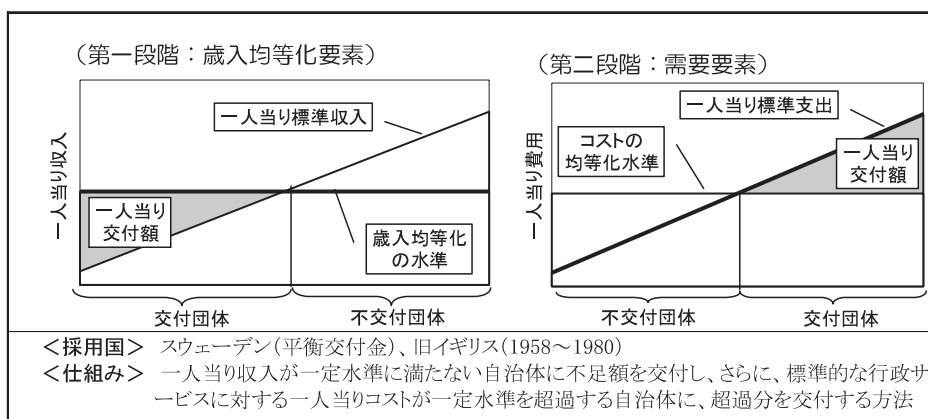 （第一段階：歳入均等化要素）
一人当り標準収入
一人当り収入
一人当り
交付額
歳入均等化
の水準
交付団体
不交付団体
（第二段階：需要要素）
一人当り標準支出
コストの
均等化水準
一人当り費用
一人当り
交付額
不交付団体
交付団体
＜採用国＞ スウェーデン（平衡交付金）、旧イギリス（1958～1980）
＜仕組み＞ 一人当り収入が一定水準に満たない自治体に不足額を交付し、さらに、標準的な行政サ
ービスに対する一人当りコストが一定水準を超過する自治体に、超過分を交付する方法